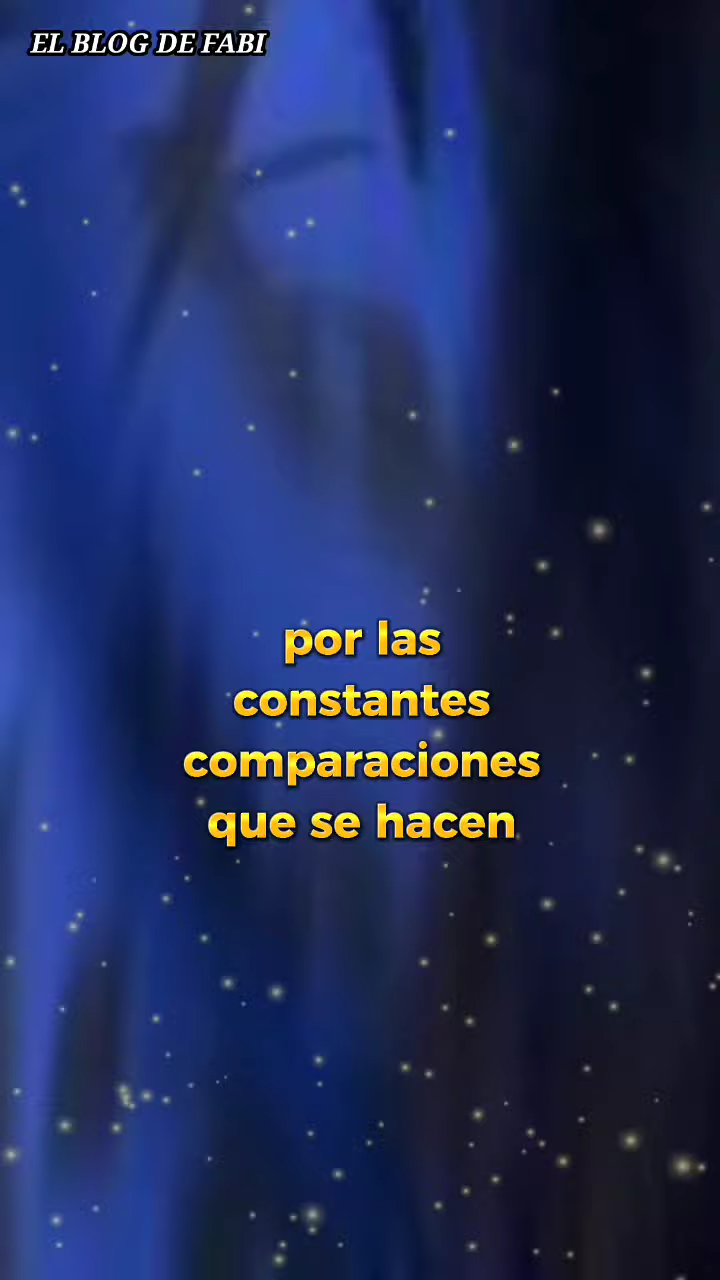 EL BLOG DE FABI
por las
constantes
comparaciones
que se hacen